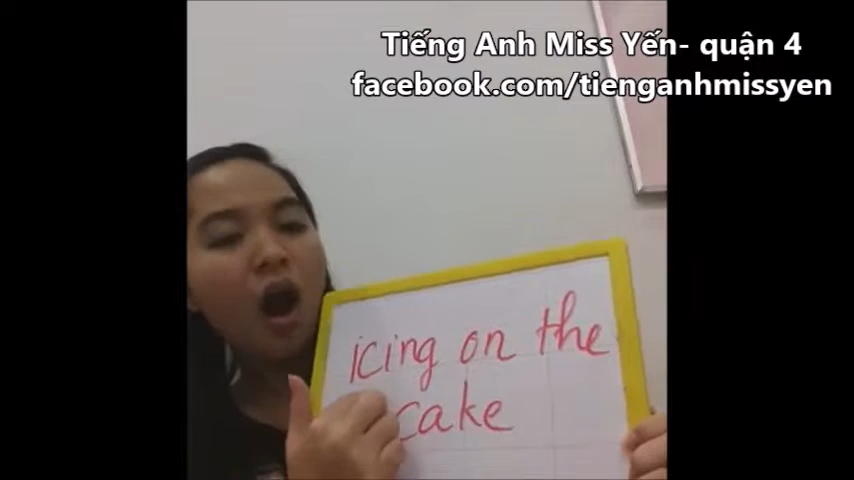 Tiếng Anh Miss Yến- quận 4
facebook.com/tienganhmissyen
icing on the
cake